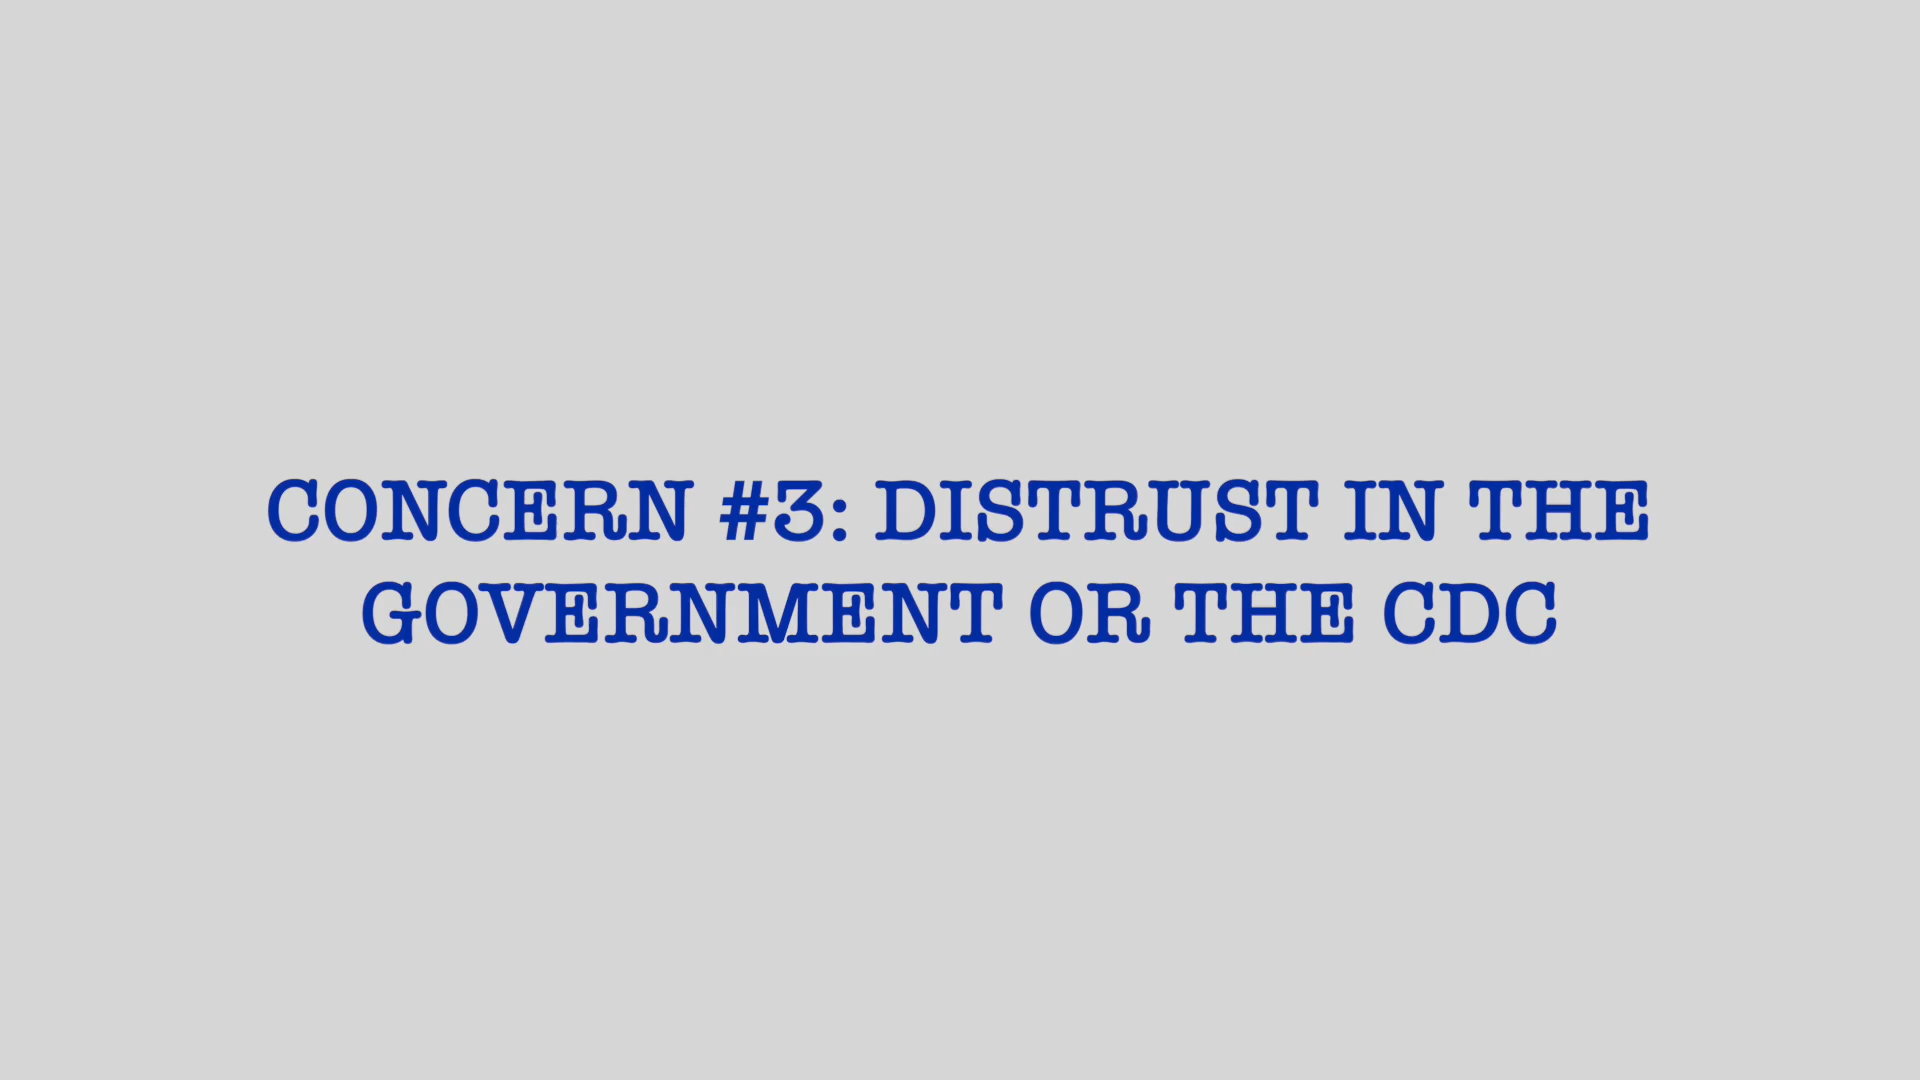 CONCERN #3: DISTRUST IN THE
GOVERNMENT OR THE CDC